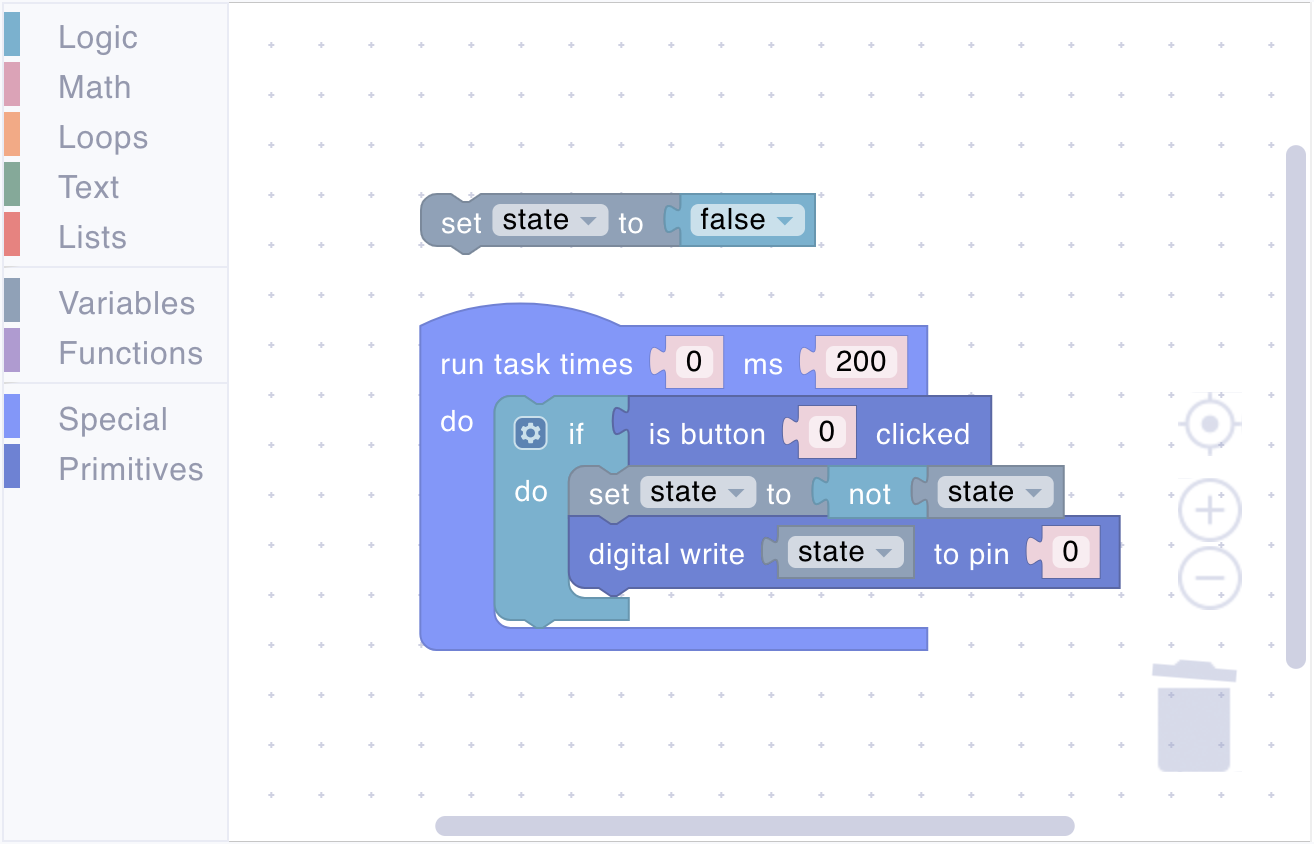 Logic
Math
Loops
Text
Lists
Variables
Functions
Special
Primitives
set state to false
run task times 0 ms 200
do if is button 0 clicked
do set state to not state
digital write state to pin 0